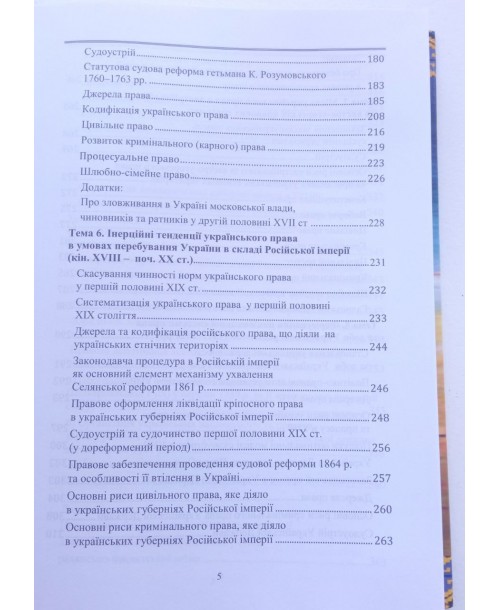 Судоустрій 180
Статутова судова реформа гетьмана К. Розумовського
1760–1763 рр. 183
Джерела права 185
Кодифікація українського права 208
Цивільне право 216
Розвиток кримінального (карного) права 219
Процесуальне право 223
Шлюбно-сімейне право 226
Додатки:
Про зловживання в Україні московської влади,
чиновників та ратників у другій половині XVII ст 228
Тема 6. Інерційні тенденції українського права
в умовах перебування України в складі Російської імперії
(кін. XVIII – поч. XX ст.) 231
Скасування чинності норм українського права
у першій половині XIX ст. 232
Систематизація українського права у першій половині
XIX століття 233
Джерела та кодифікація російського права, що діяли на
українських етнічних територіях 244
Законодавча процедура в Російській імперії
як основний елемент механізму ухвалення
Селянської реформи 1861 р. 246
Правове оформлення ліквідації кріпосного права
в українських губерніях Російської імперії 248
Судоустрій та судочинство першої половини XIX ст.
(у дореформений період) 256
Правове забезпечення проведення судової реформи 1864 р.
та особливості її втілення в Україні 257
Основні риси цивільного права, яке діяло
в українських губерніях Російської імперії 260
Основні риси кримінального права, яке діяло
в українських губерніях Російської імперії 263
5